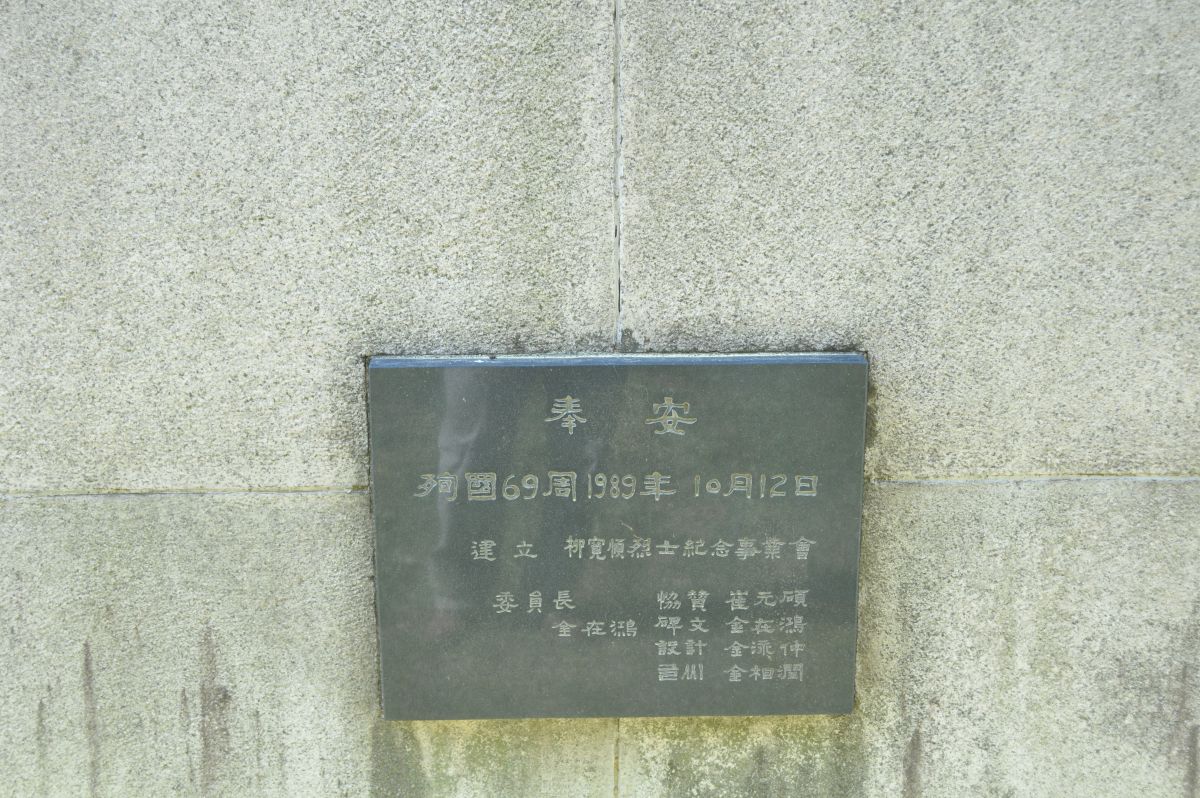 奉安
殉國69周1989年 10月12日
建立 柳寬順烈士紀念事業會
委員長 協贊 崔元碩
金在鴻 碑文 金在鴻
設計 金泳仲
金相潤